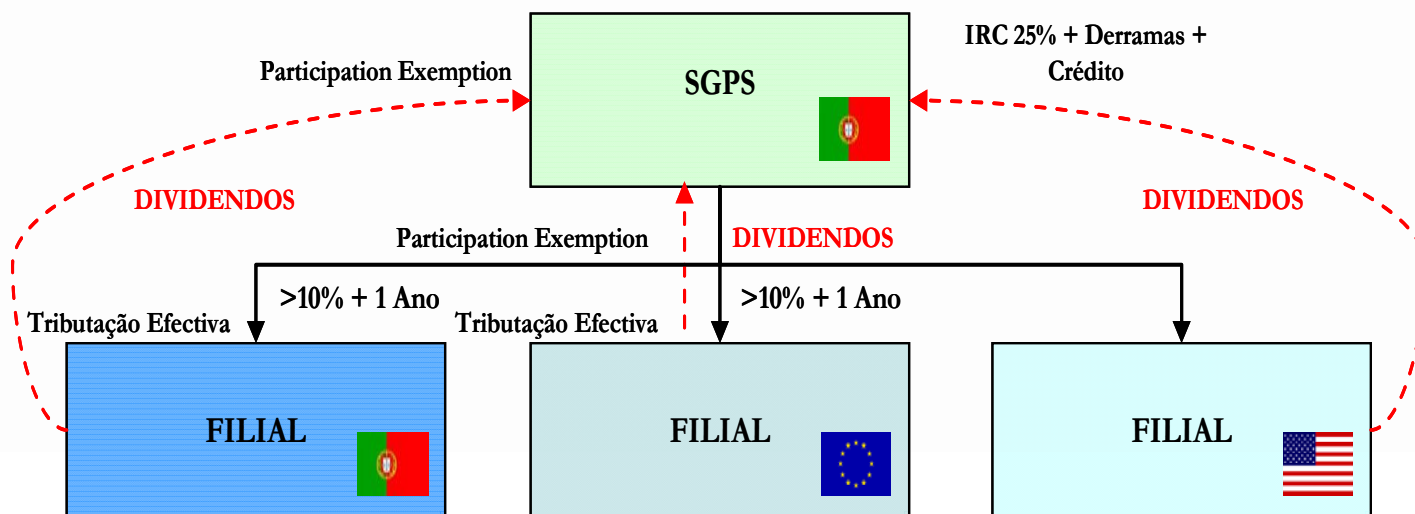 IRC 25% + Derramas +
Crédito
Participation Exemption
SGPS
DIVIDENDOS
DIVIDENDOS
Participation Exemption
DIVIDENDOS
>10% + 1 Ano
>10% + 1 Ano
Tributação Efectiva
Tributação Efectiva
FILIAL
FILIAL
FILIAL